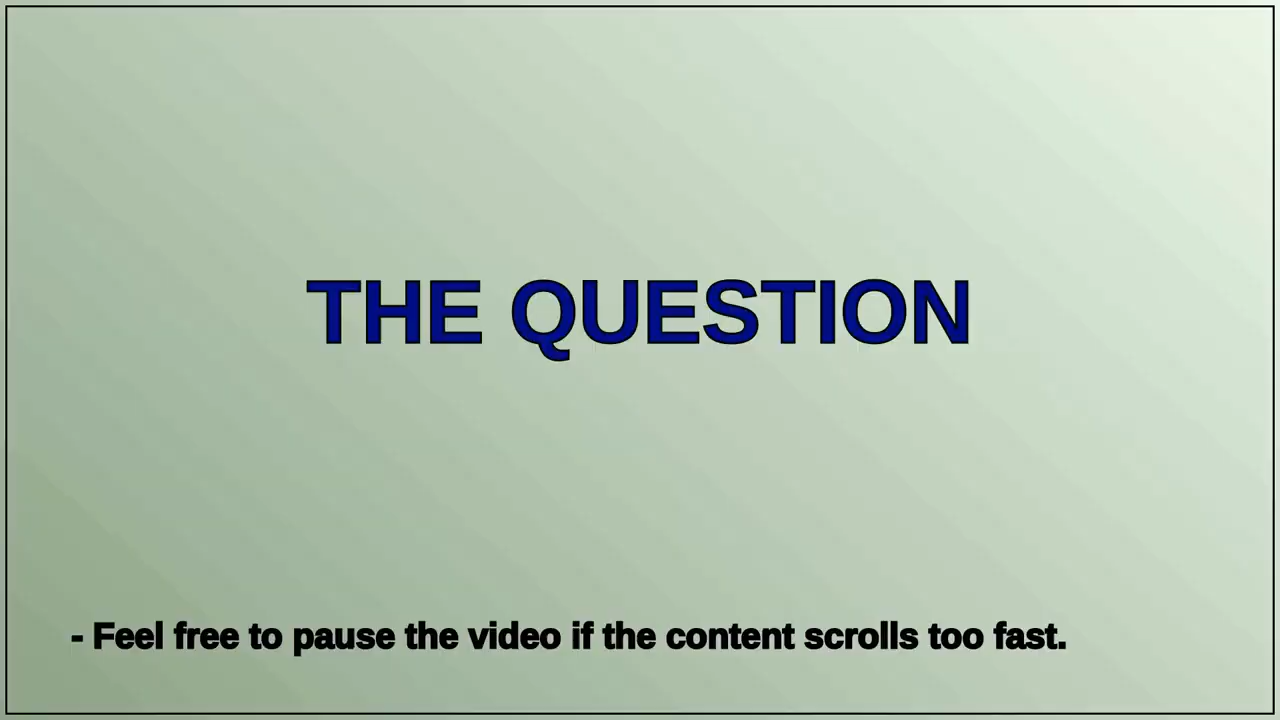 THE QUESTION
- Feel free to pause the video if the content scrolls too fast.